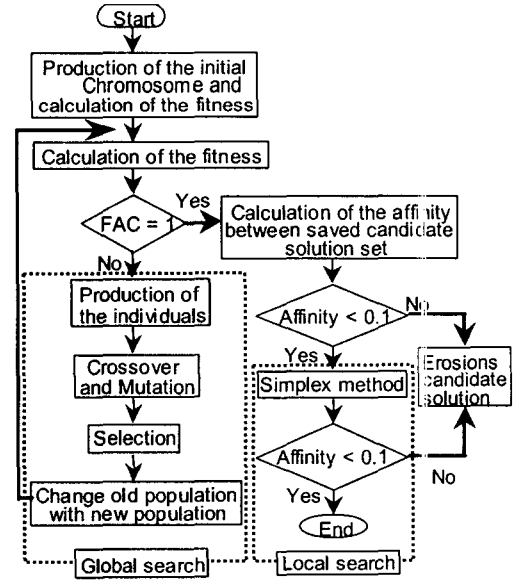 Start
Production of the initial
Chromosome and
calculation of the fitness
Calculation of the fitness
FAC = 1
Yes
No
Calculation of the affinity
between saved candidate
solution set
Production of
the individuals
Affinity < 0.1
No
Yes
Erosions
candidate
solution
Crossover
and Mutation
Simplex method
Selection
Affinity < 0.1
No
Yes
Change old population
with new population
End
Global search
Local search